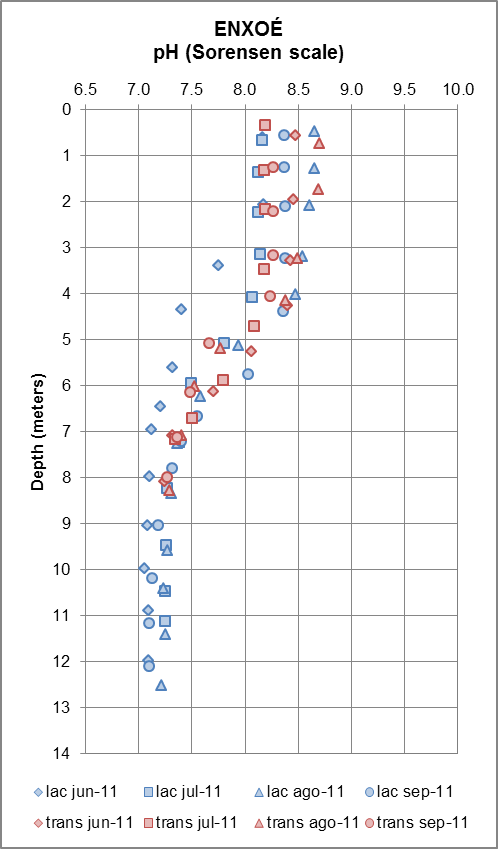 ENXOÉ
pH (Sorensen scale)
6.5 7.0 7.5 8.0 8.5 9.0 9.5 10.0
0
1
2
3
4
5
6
7
8
9
10
11
12
13
14
Depth (meters)
lac jun-11 lac jul-11 lac ago-11 lac sep-11
trans jun-11 trans jul-11 trans ago-11 trans sep-11